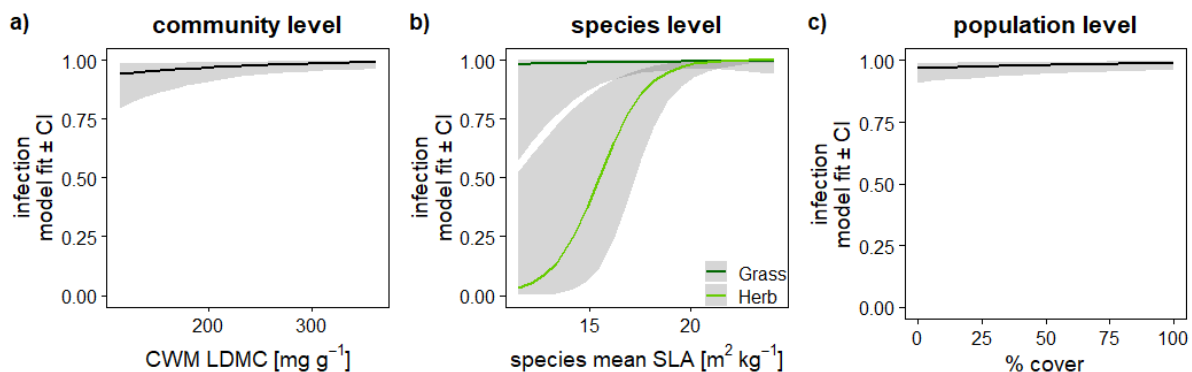 a) community level
1.00
0.75
0.50
0.25
0.00
infection
model fit ± CI
200 300
CWM LDMC [mg g⁻¹]
b) species level
1.00
0.75
0.50
0.25
0.00
infection
model fit ± CI
Grass
Herb
15 20
species mean SLA [m² kg⁻¹]
c) population level
1.00
0.75
0.50
0.25
0.00
infection
model fit ± CI
0 25 50 75 100
% cover